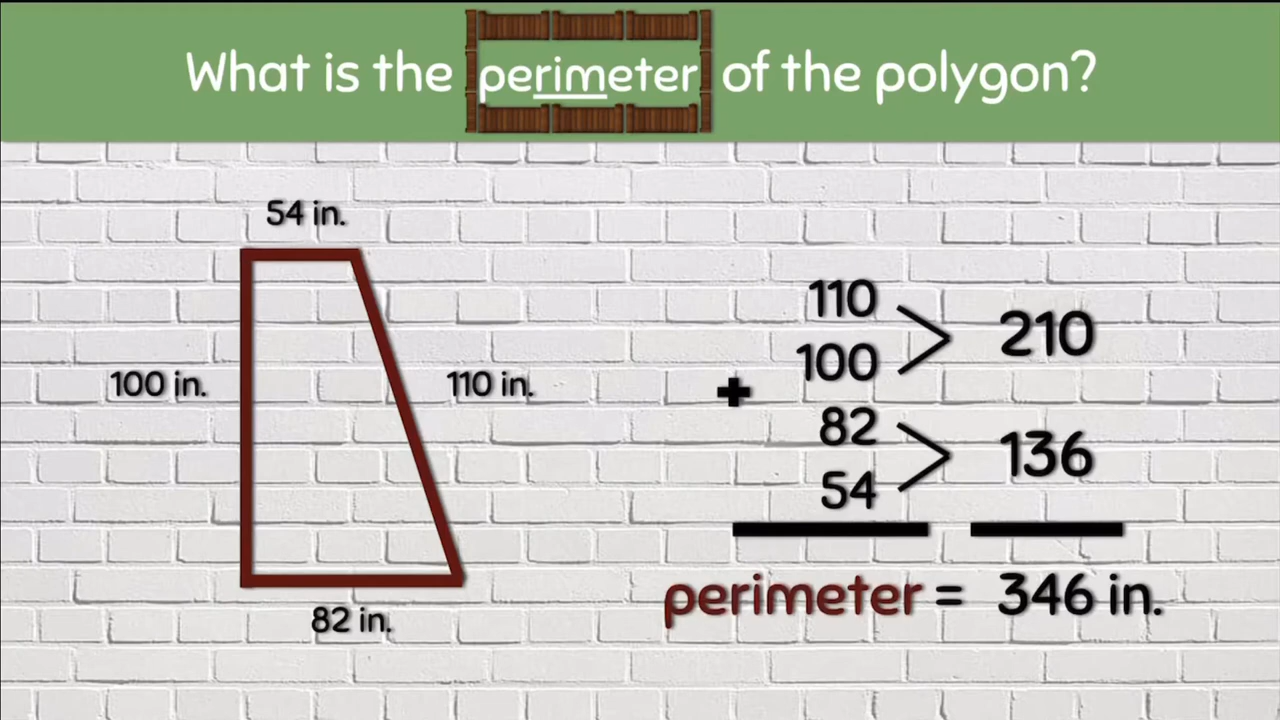 What is the perimeter of the polygon?
54 in.
100 in.
110 in.
82 in.
110
100
+
82
54
210
136
perimeter = 346 in.